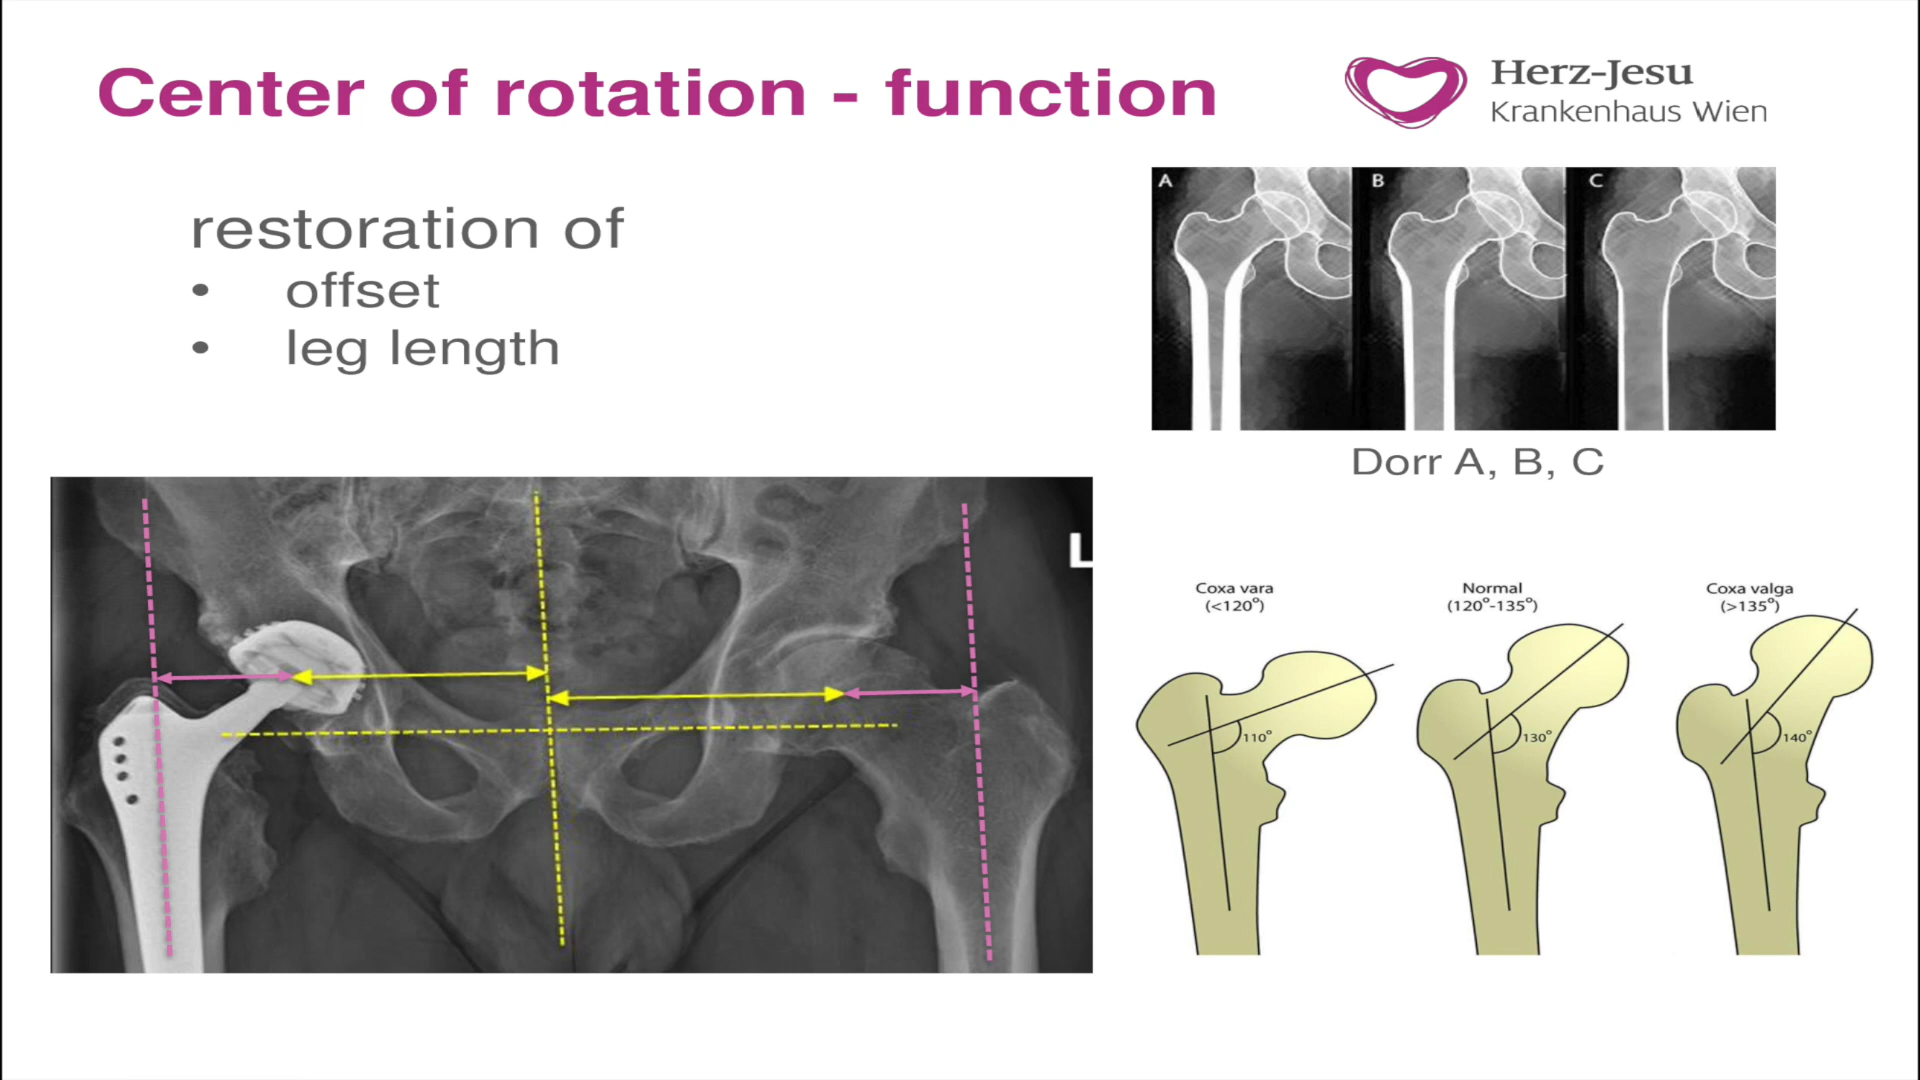 Center of rotation - function
Herz-Jesu
Krankenhaus Wien
restoration of
• offset
• leg length
A B C
Dorr A, B, C
L
Coxa vara
(<120°)
Normal
(120°-135°)
Coxa valga
(>135°)
110°
130°
140°